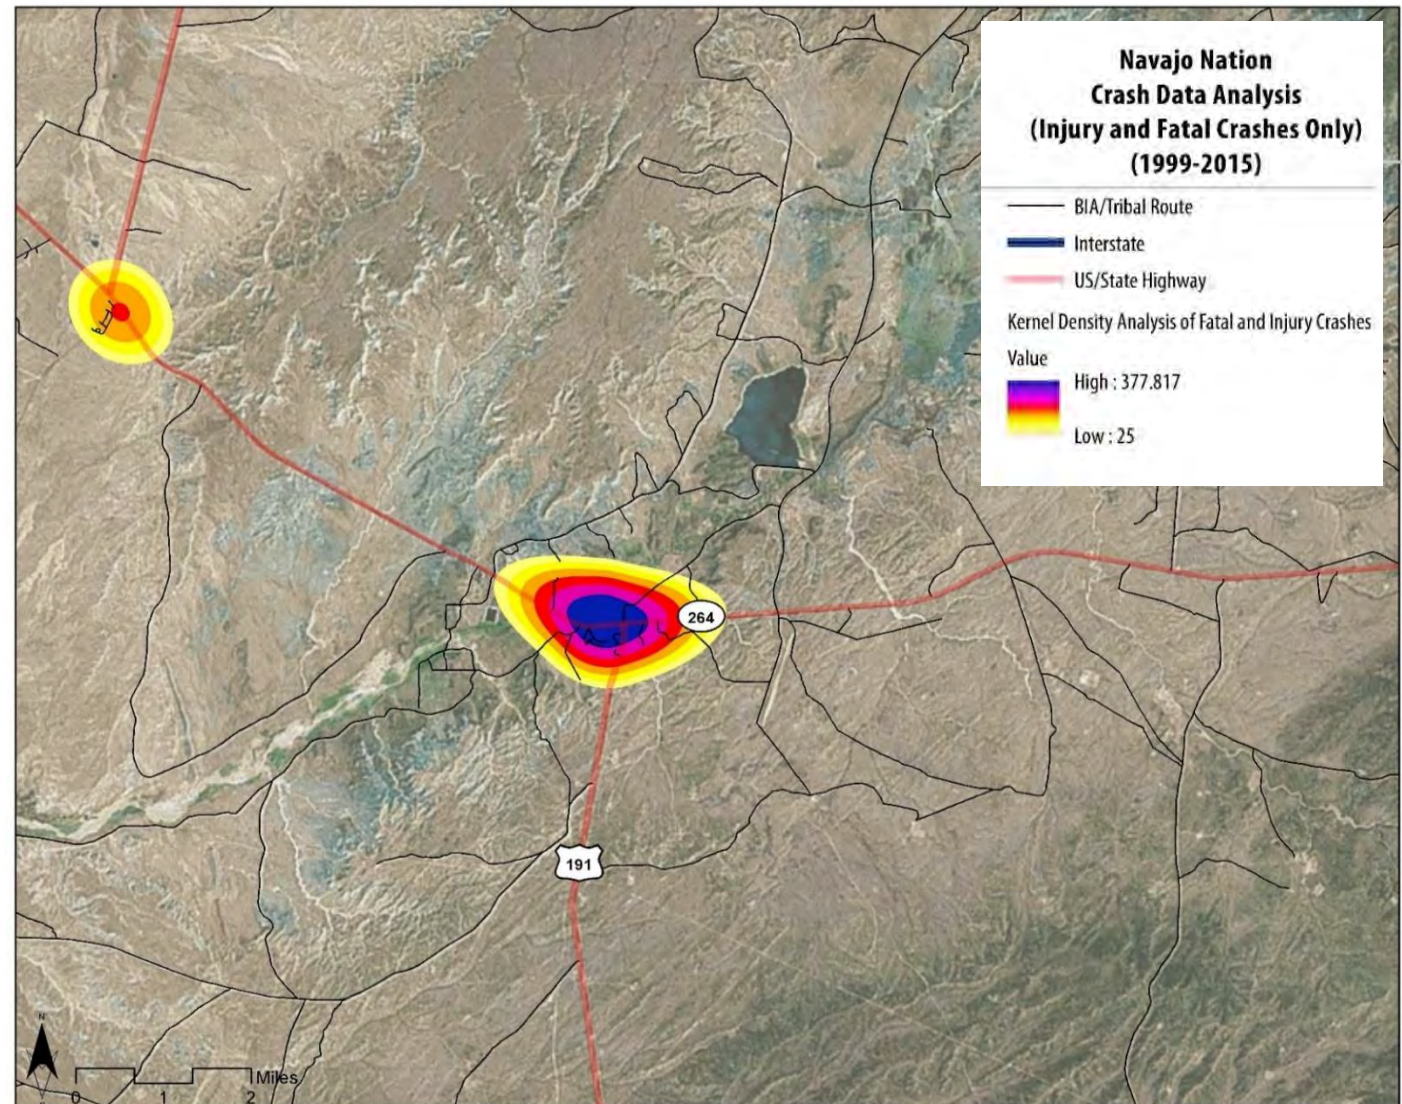 Navajo Nation
Crash Data Analysis
(Injury and Fatal Crashes Only)
(1999-2015)
BIA/Tribal Route
Interstate
US/State Highway
Kernel Density Analysis of Fatal and Injury Crashes
Value
High : 377.817
Low : 25
264
191
N
Miles
0 1 2